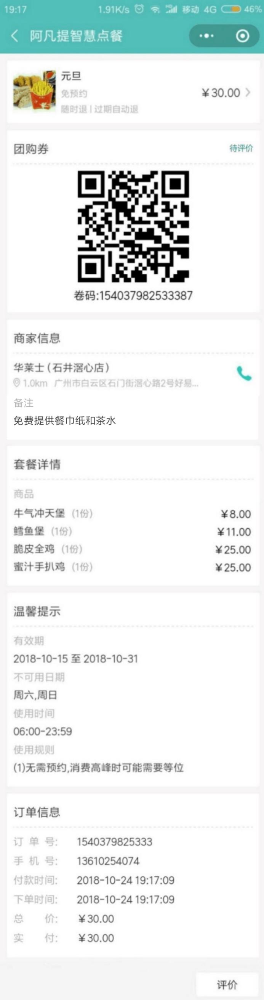 19:17 1.91K/s HD 移动 4G 46%
阿凡提智慧点餐
元旦
免预约
¥30.00
随时退 | 过期自动退
团购券 待评价
卷码:154037982533387
商家信息
华莱士(石井滘心店)
1.0km 广州市白云区石门街滘心路2号好易...
备注
免费提供餐巾纸和茶水
套餐详情
商品
牛气冲天堡 (1份) ¥8.00
鳕鱼堡 (1份) ¥11.00
脆皮全鸡 (1份) ¥25.00
蜜汁手扒鸡 (1份) ¥25.00
温馨提示
有效期
2018-10-15 至 2018-10-31
不可用日期
周六,周日
使用时间
06:00-23:59
使用规则
(1)无需预约,消费高峰时可能需要等位
订单信息
订单号: 1540379825333
手机号: 13610254074
付款时间: 2018-10-24 19:17:09
下单时间: 2018-10-24 19:17:09
总价: ¥30.00
实付: ¥30.00
评价